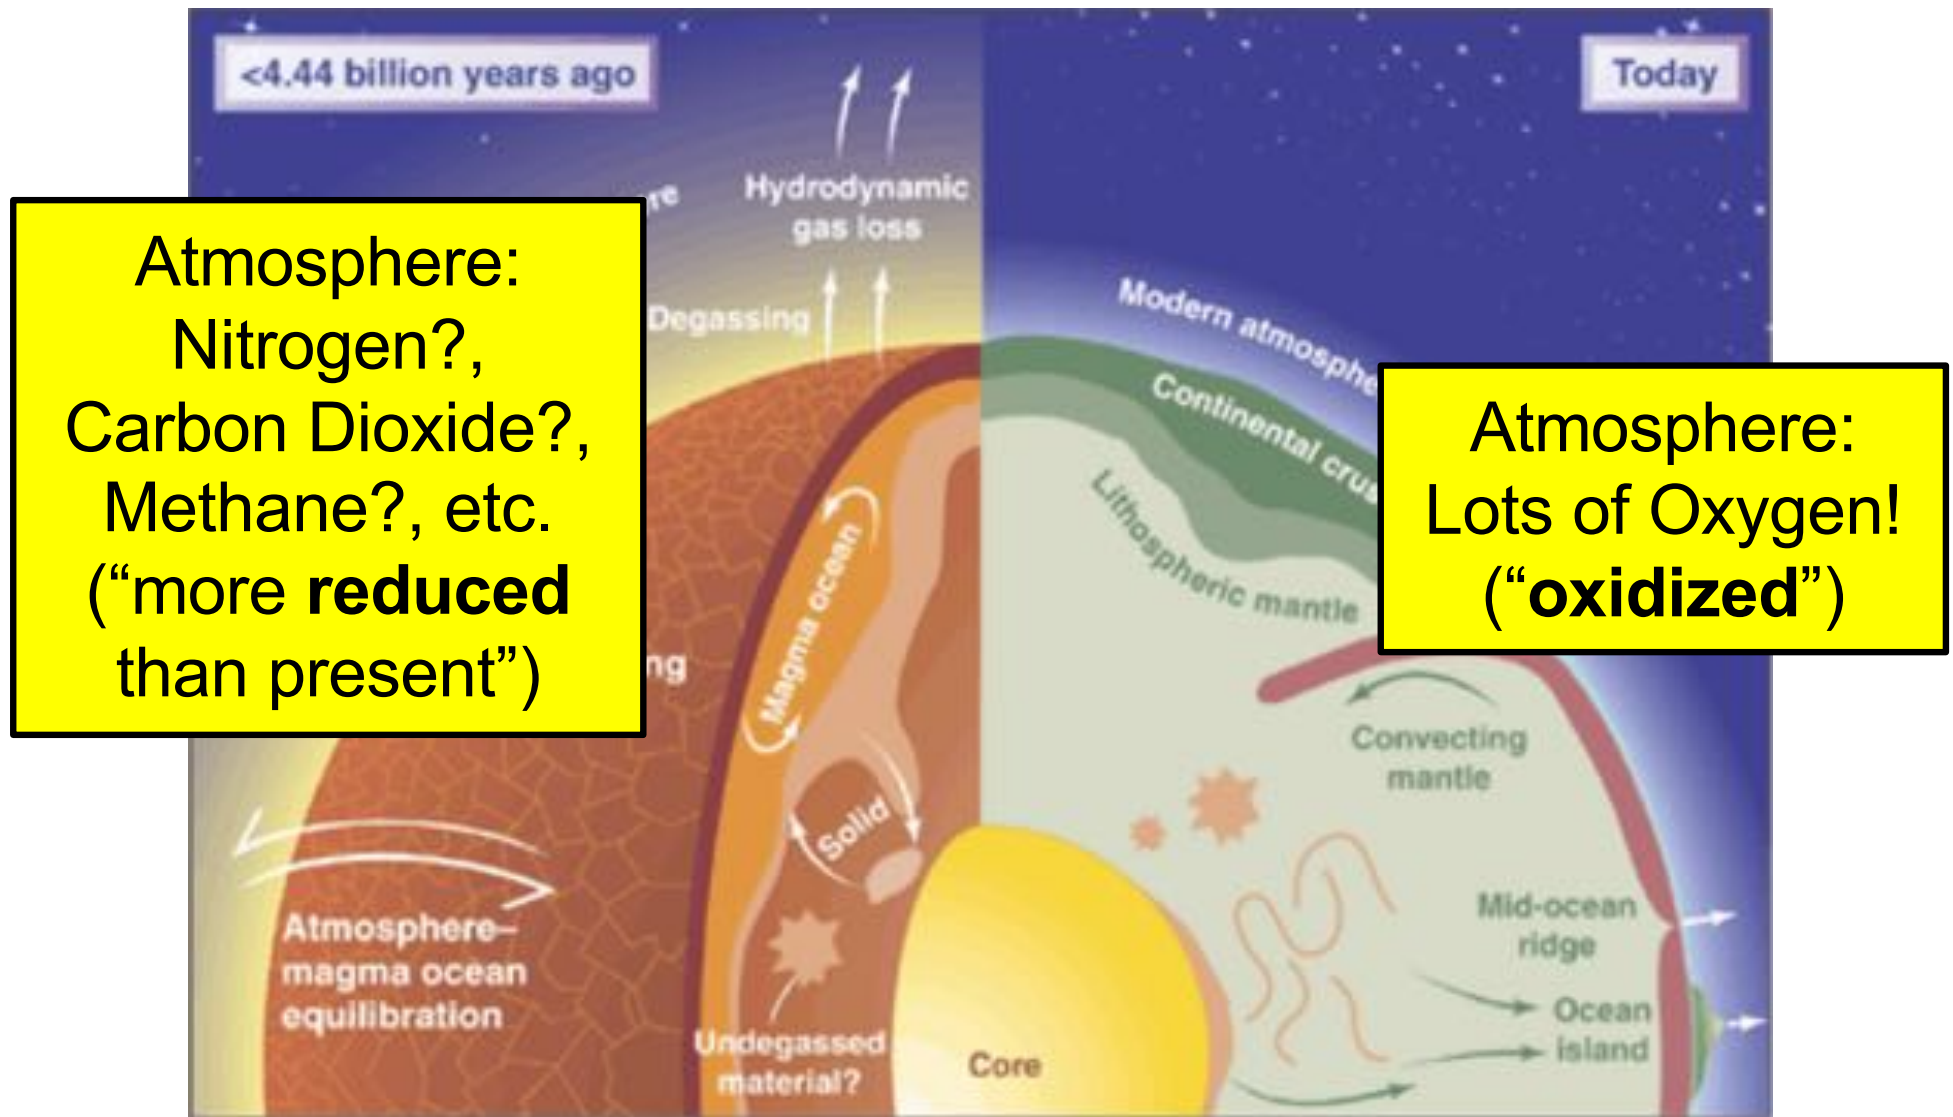 <4.44 billion years ago
Today
Hydrodynamic
gas loss
Degassing
Atmosphere:
Nitrogen?,
Carbon Dioxide?,
Methane?, etc.
(“more reduced
than present”)
Modern atmosphe
Continental crus
Lithospheric mantle
Atmosphere:
Lots of Oxygen!
(“oxidized”)
Magma ocean
Solid
Convecting
mantle
Atmosphere–
magma ocean
equilibration
Undegassed
material?
Core
Mid-ocean
ridge
Ocean
island